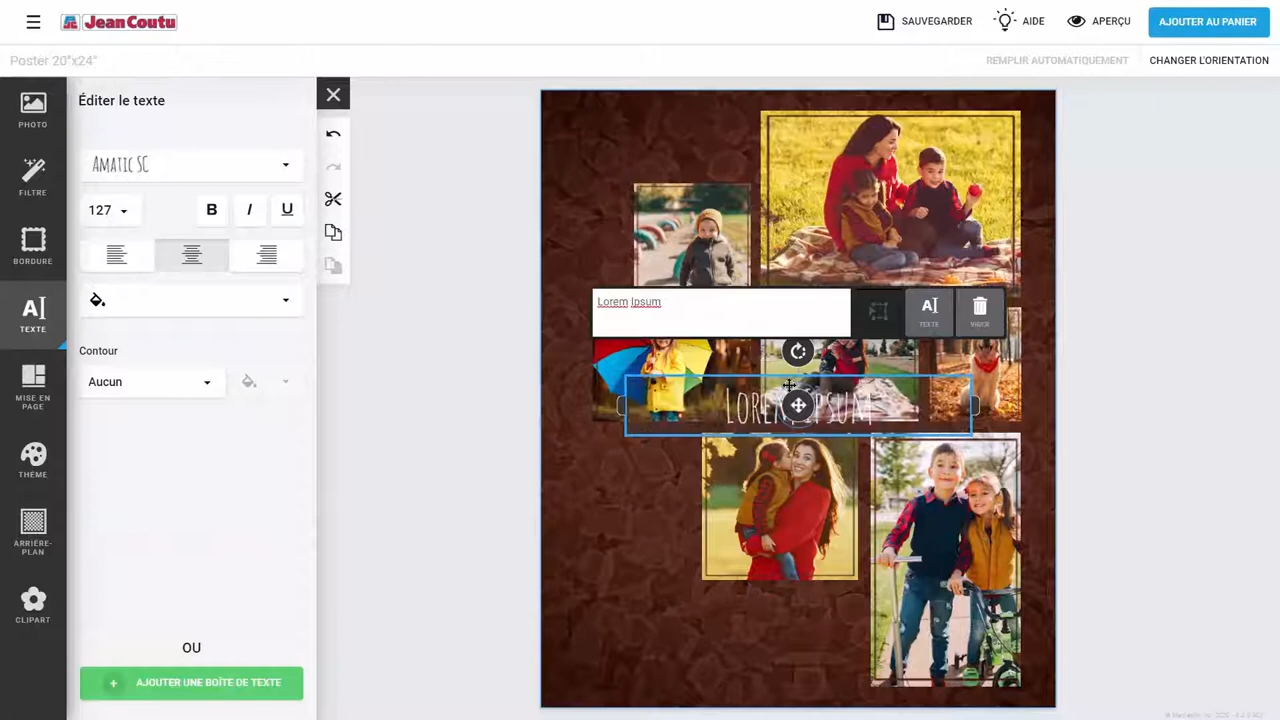 Jean Coutu
SAUVEGARDER
AIDE
APERÇU
AJOUTER AU PANIER
Poster 20"x24"
REMPLIR AUTOMATIQUEMENT
CHANGER L'ORIENTATION
PHOTO
FILTRE
BORDURE
TEXTE
MISE EN
PAGE
THÈME
ARRIÈRE-
PLAN
CLIPART
Éditer le texte
AMATIC SC
127
B I U
Contour
Aucun
OU
+ AJOUTER UNE BOÎTE DE TEXTE
Lorem Ipsum
TEXTE
VIDER
LOREM IPSUM